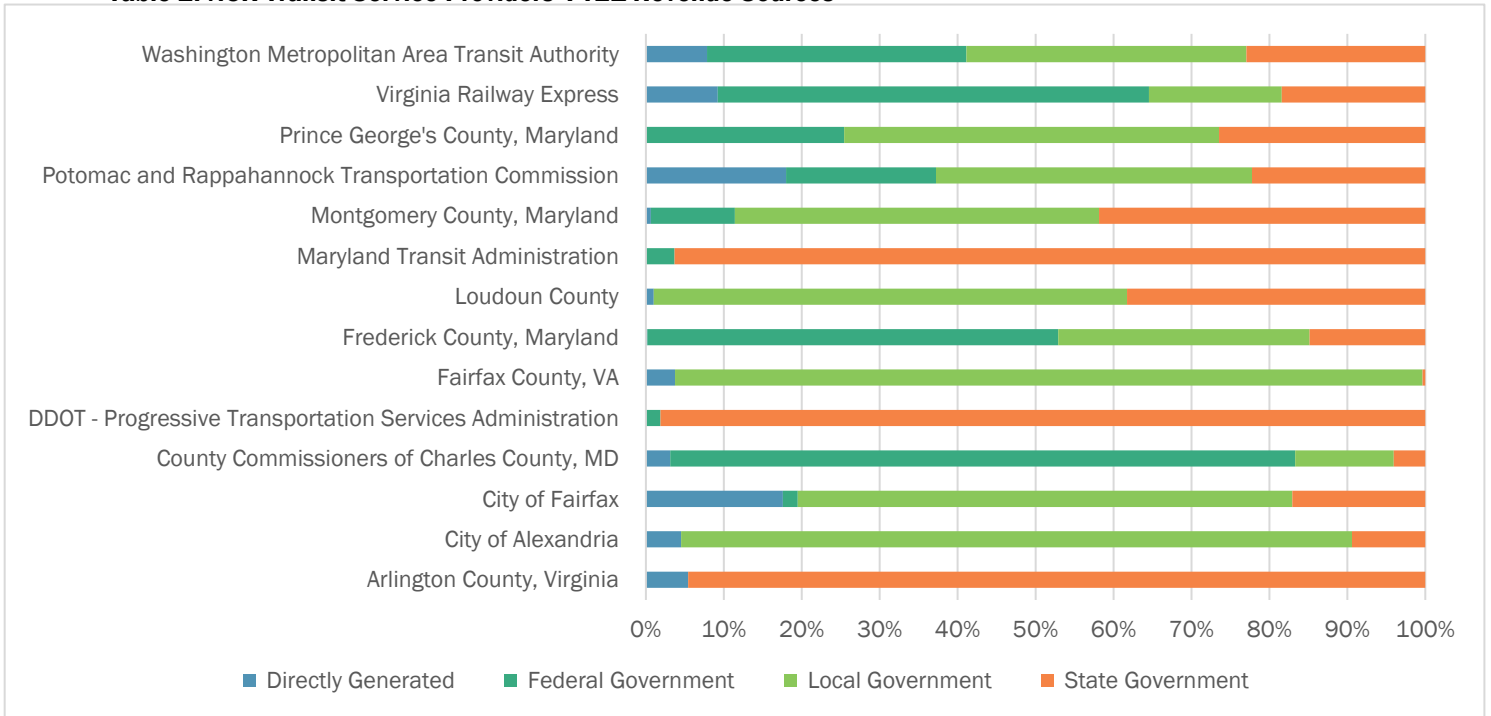 Washington Metropolitan Area Transit Authority
Virginia Railway Express
Prince George's County, Maryland
Potomac and Rappahannock Transportation Commission
Montgomery County, Maryland
Maryland Transit Administration
Loudoun County
Frederick County, Maryland
Fairfax County, VA
DDOT - Progressive Transportation Services Administration
County Commissioners of Charles County, MD
City of Fairfax
City of Alexandria
Arlington County, Virginia
0% 10% 20% 30% 40% 50% 60% 70% 80% 90% 100%
Directly Generated Federal Government Local Government State Government